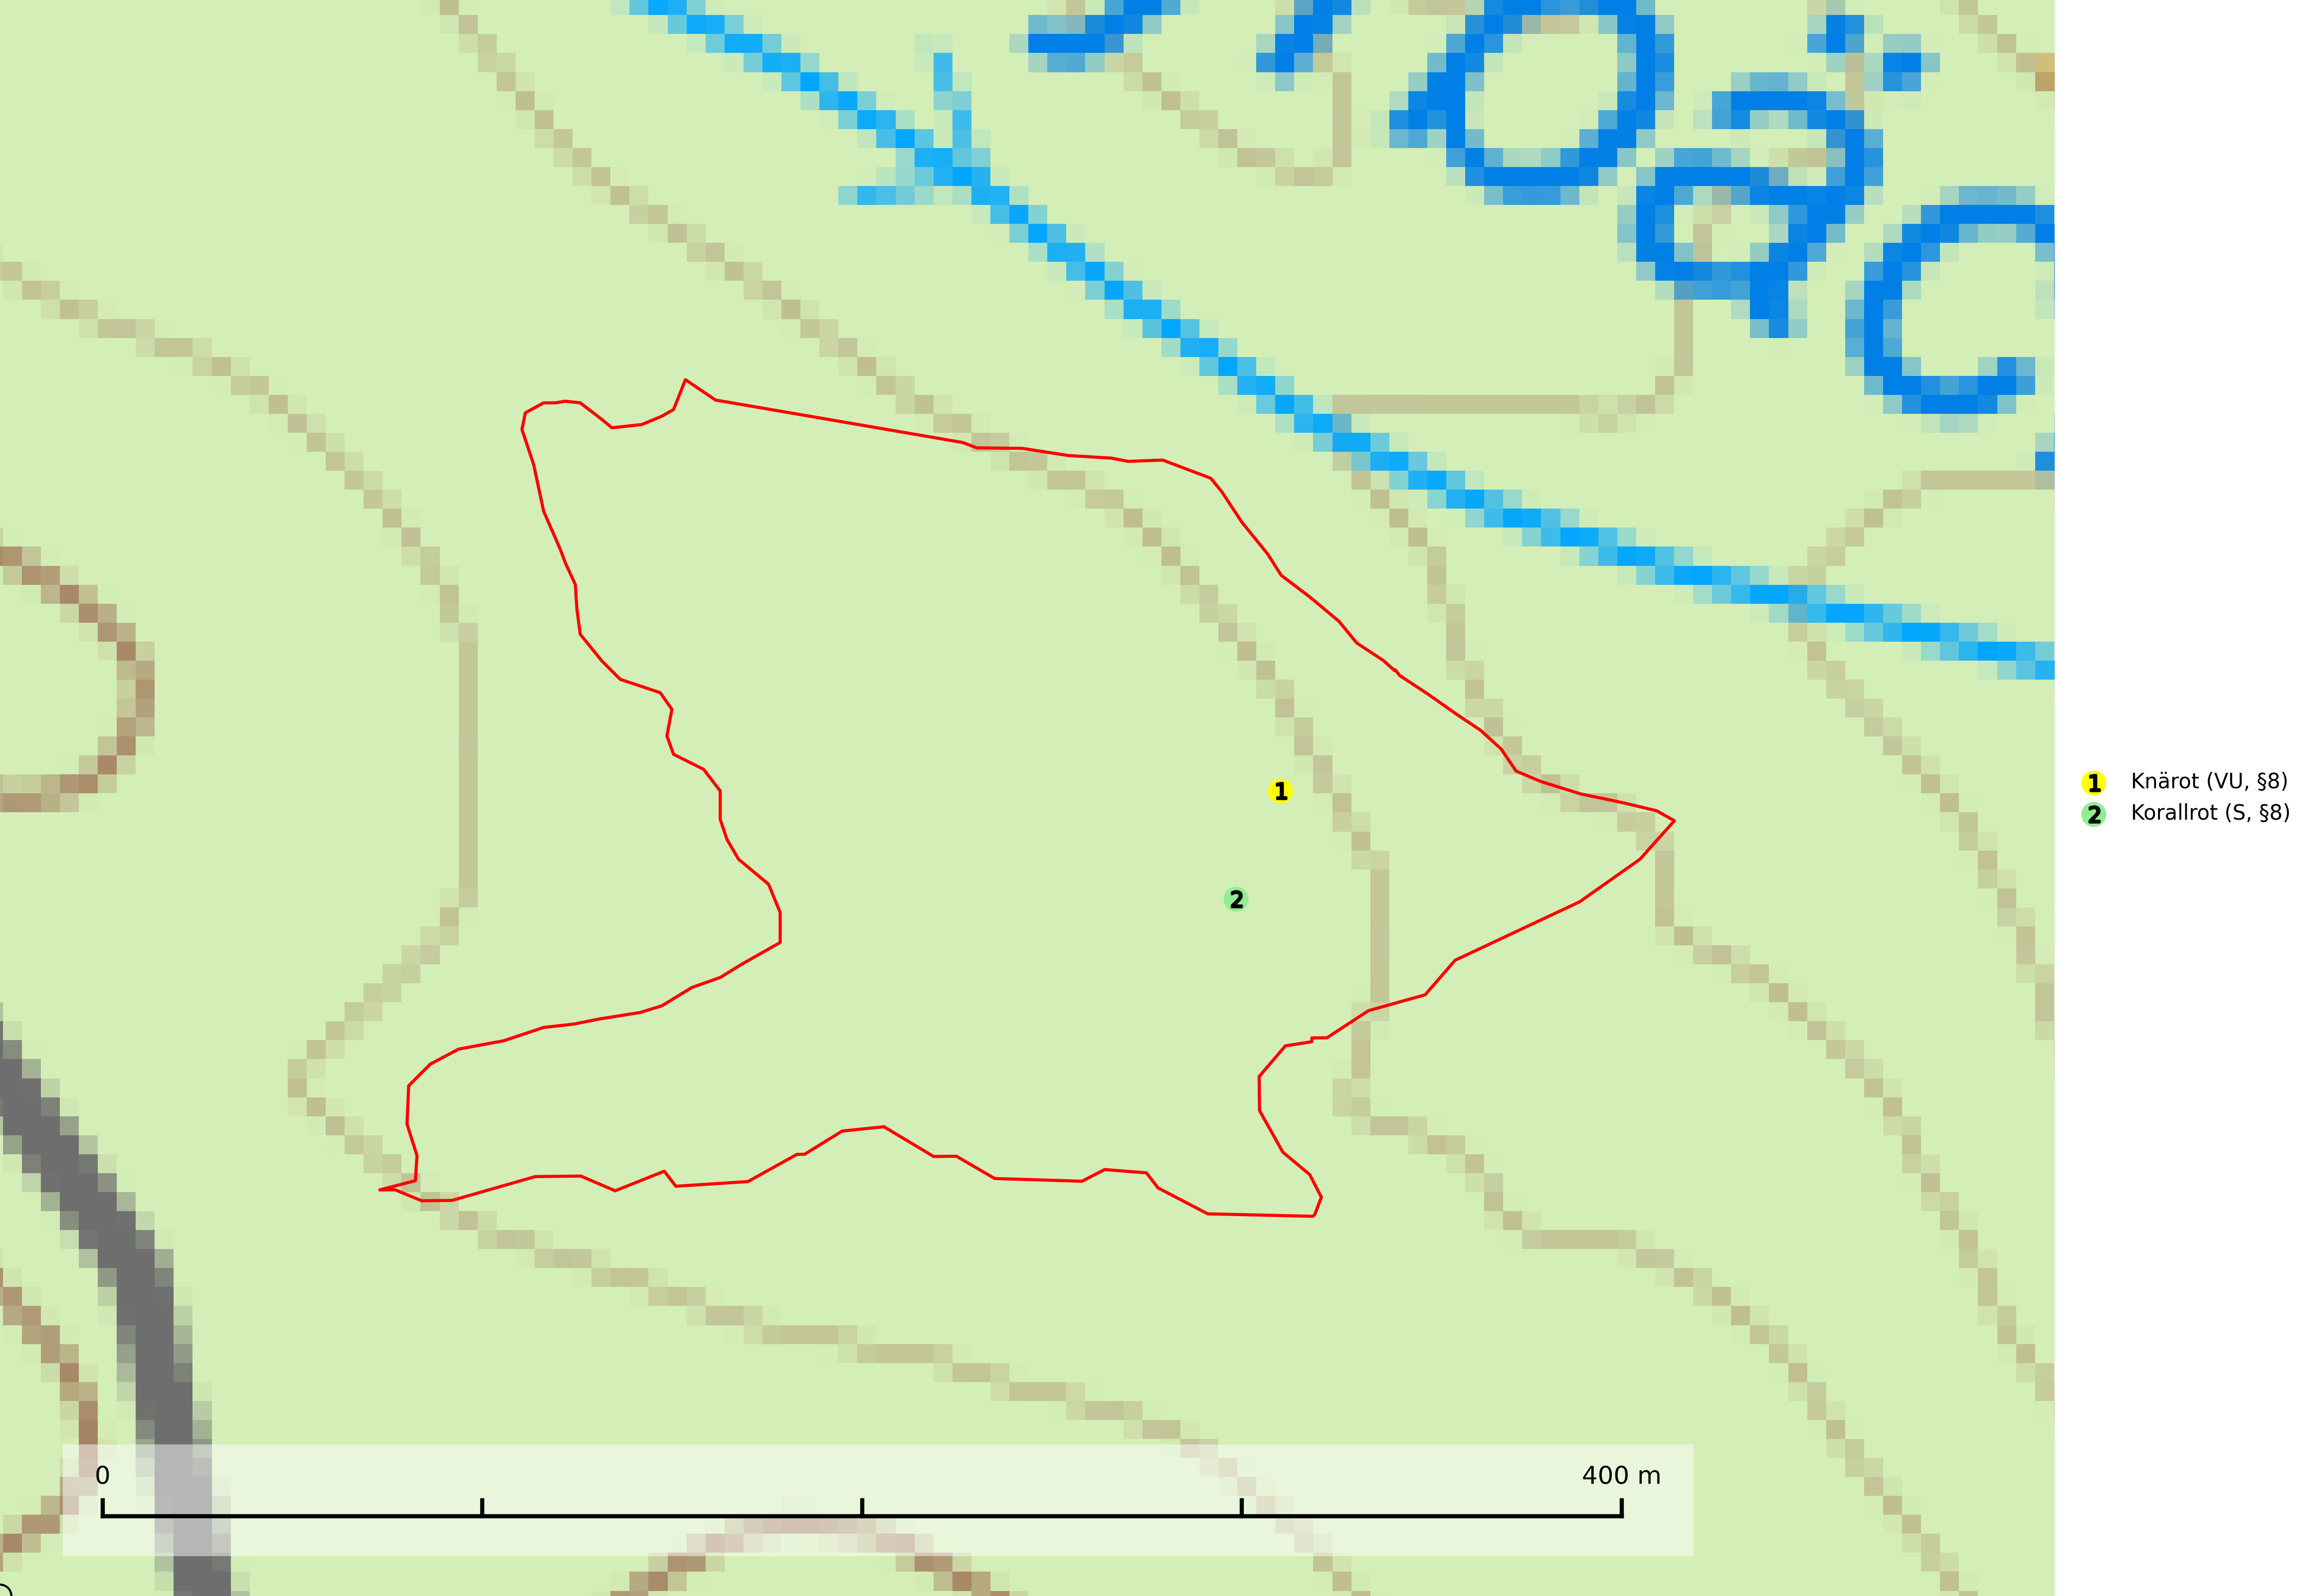 1
2
1 Knärot (VU, §8)
2 Korallrot (S, §8)
0 400 m